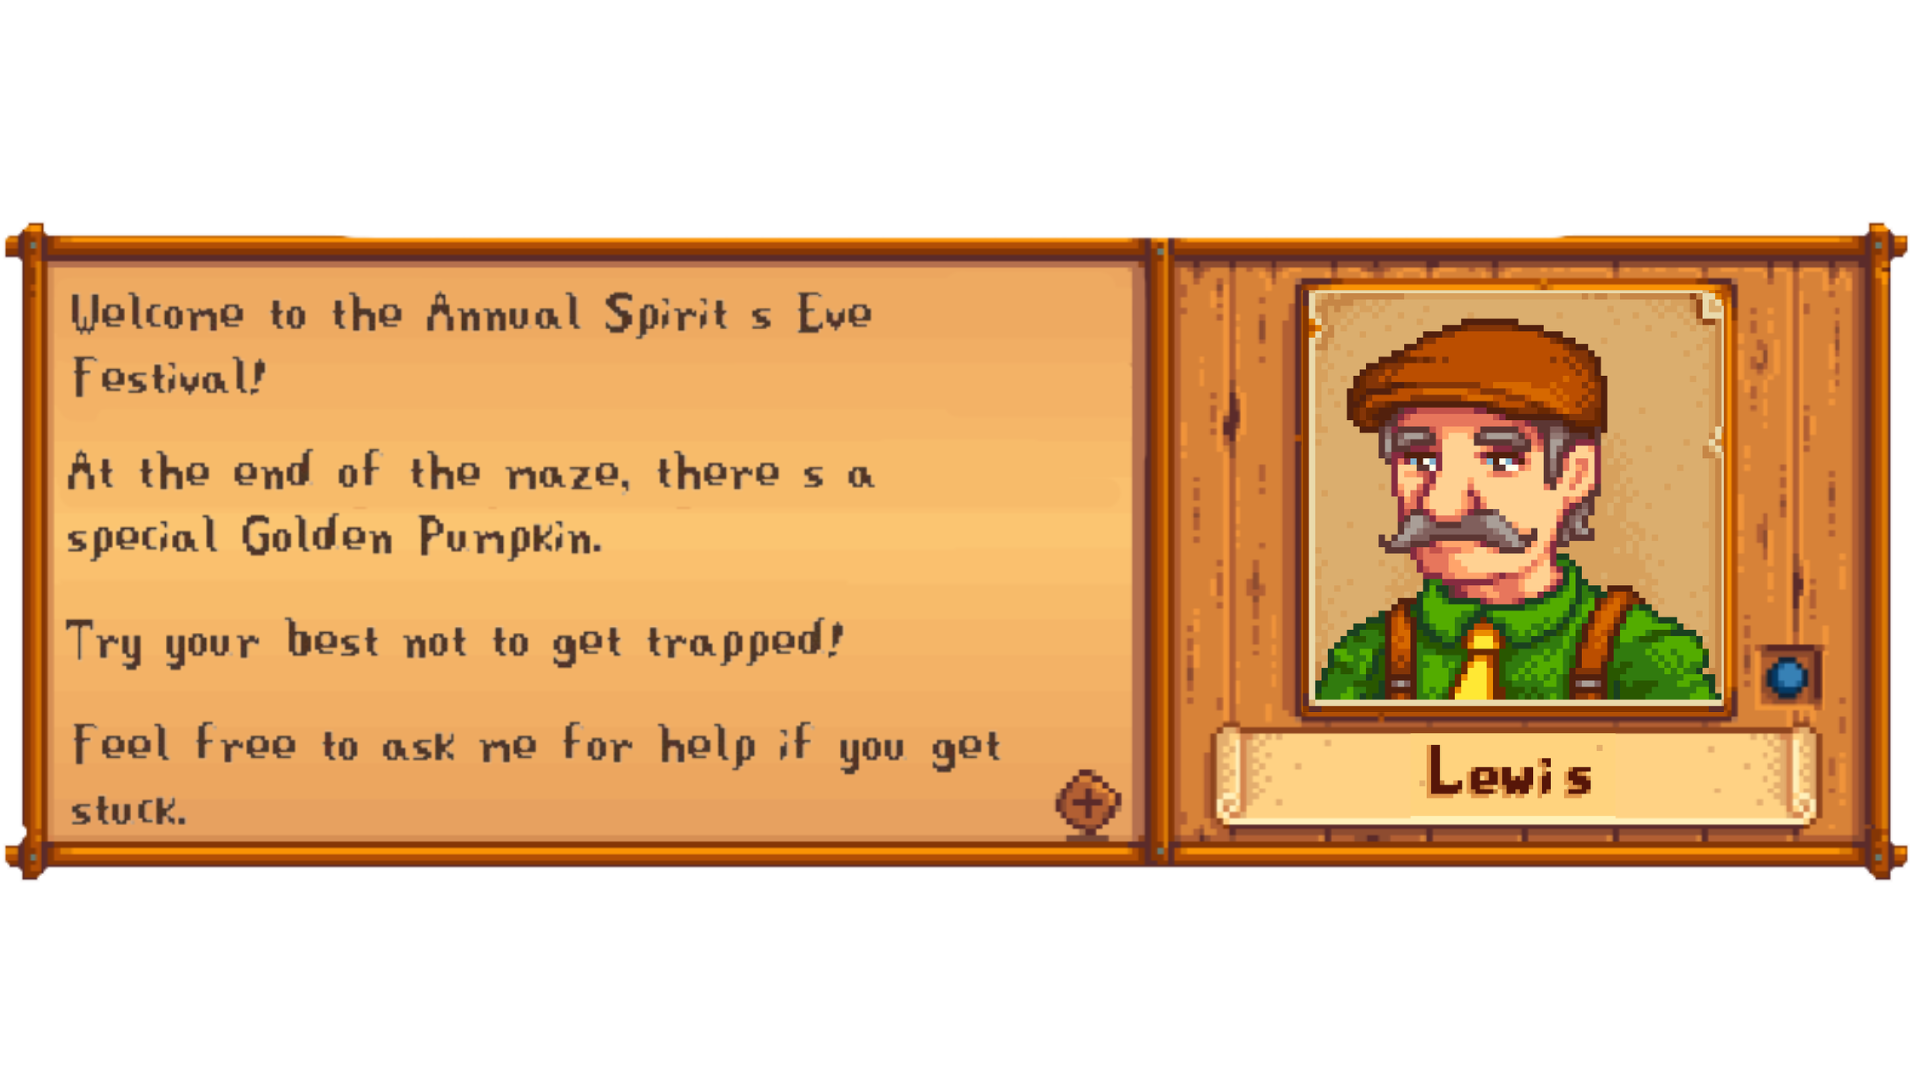 Welcome to the Annual Spirit s Eve
Festival!
At the end of the maze, there s a
special Golden Pumpkin.
Try your best not to get trapped!
Feel free to ask me for help if you get
stuck.
Lewis